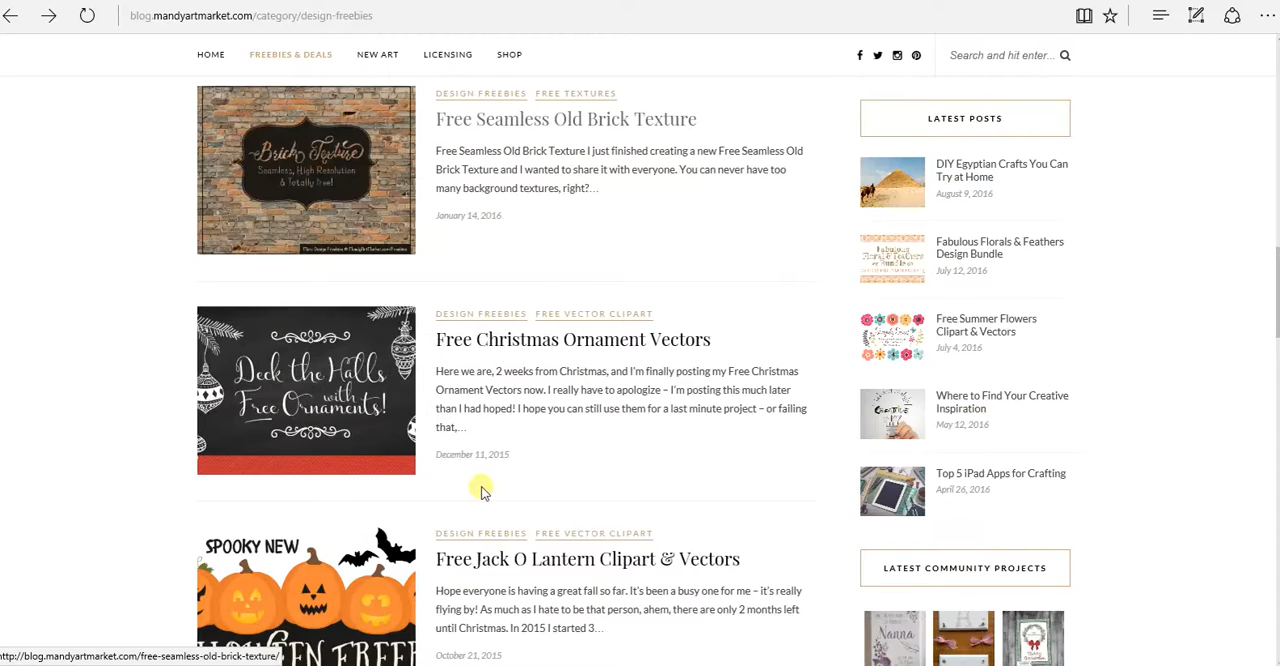 blog.mandyartmarket.com/category/design-freebies
HOME FREEBIES & DEALS NEW ART LICENSING SHOP
Search and hit enter...
Brick Texture
Seamless, High Resolution
& Totally free!
DESIGN FREEBIES FREE TEXTURES
Free Seamless Old Brick Texture
Free Seamless Old Brick Texture I just finished creating a new Free Seamless Old
Brick Texture and I wanted to share it with everyone. You can never have too
many background textures, right?...
January 14, 2016
Deck the Halls
with
Free Ornaments!
DESIGN FREEBIES FREE VECTOR CLIPART
Free Christmas Ornament Vectors
Here we are, 2 weeks from Christmas, and I'm finally posting my Free Christmas
Ornament Vectors now. I really have to apologize – I'm posting this much later
than I had hoped! I hope you can still use them for a last minute project – or failing
that,...
December 11, 2015
SPOOKY NEW
HALLOWEEN FREEBI
DESIGN FREEBIES FREE VECTOR CLIPART
Free Jack O Lantern Clipart & Vectors
Hope everyone is having a great fall so far. It's been a busy one for me – it's really
flying by! As much as I hate to be that person, ahem, there are only 2 months left
until Christmas. In 2015 I started 3...
October 21, 2015
LATEST POSTS
DIY Egyptian Crafts You Can
Try at Home
August 9, 2016
Fabulous
Floral & Feathers
Bundle
Fabulous Florals & Feathers
Design Bundle
July 12, 2016
Free Summer Flowers
Clipart & Vectors
July 4, 2016
CREATIVE
Where to Find Your Creative
Inspiration
May 12, 2016
Top 5 iPad Apps for Crafting
April 26, 2016
LATEST COMMUNITY PROJECTS
Nanna
http://blog.mandyartmarket.com/free-seamless-old-brick-texture/